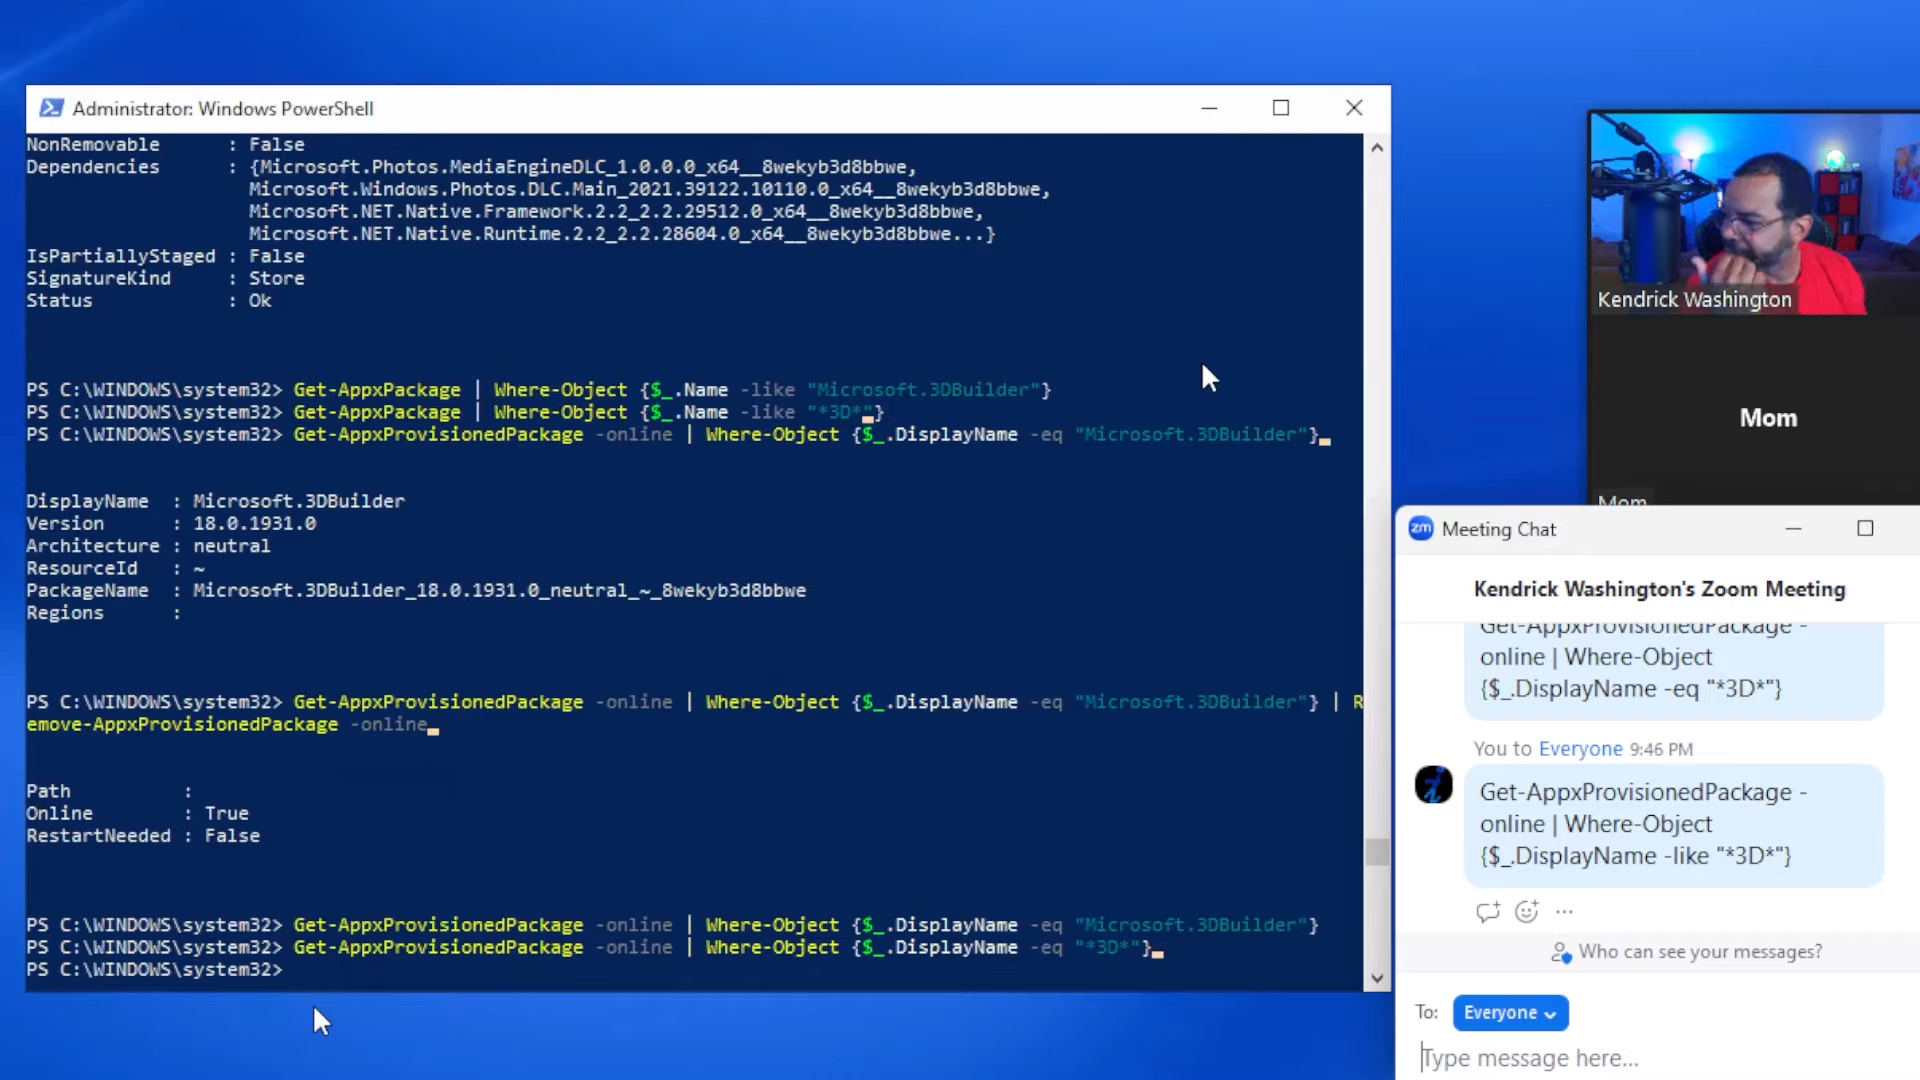 Administrator: Windows PowerShell
NonRemovable : False
Dependencies : {Microsoft.Photos.MediaEngineDLC_1.0.0.0_x64__8wekyb3d8bbwe,
Microsoft.Windows.Photos.DLC.Main_2021.39122.10110.0_x64__8wekyb3d8bbwe,
Microsoft.NET.Native.Framework.2.2_2.2.29512.0_x64__8wekyb3d8bbwe,
Microsoft.NET.Native.Runtime.2.2_2.2.28604.0_x64__8wekyb3d8bbwe...}
IsPartiallyStaged : False
SignatureKind : Store
Status : Ok
PS C:\WINDOWS\system32> Get-AppxPackage | Where-Object {$_.Name -like "Microsoft.3DBuilder"}
PS C:\WINDOWS\system32> Get-AppxPackage | Where-Object {$_.Name -like "*3D*"}
PS C:\WINDOWS\system32> Get-AppxProvisionedPackage -online | Where-Object {$_.DisplayName -eq "Microsoft.3DBuilder"}
DisplayName : Microsoft.3DBuilder
Version : 18.0.1931.0
Architecture : neutral
ResourceId : ~
PackageName : Microsoft.3DBuilder_18.0.1931.0_neutral_~_8wekyb3d8bbwe
Regions :
PS C:\WINDOWS\system32> Get-AppxProvisionedPackage -online | Where-Object {$_.DisplayName -eq "Microsoft.3DBuilder"} | R
emove-AppxProvisionedPackage -online
Path :
Online : True
RestartNeeded : False
PS C:\WINDOWS\system32> Get-AppxProvisionedPackage -online | Where-Object {$_.DisplayName -eq "Microsoft.3DBuilder"}
PS C:\WINDOWS\system32> Get-AppxProvisionedPackage -online | Where-Object {$_.DisplayName -eq "*3D*"}
PS C:\WINDOWS\system32>
Kendrick Washington
Mom
Mom
zm Meeting Chat
Kendrick Washington's Zoom Meeting
Get-AppxProvisionedPackage -
online | Where-Object
{$_.DisplayName -eq "*3D*"}
You to Everyone 9:46 PM
Get-AppxProvisionedPackage -
online | Where-Object
{$_.DisplayName -like "*3D*"}
Who can see your messages?
To: Everyone
Type message here...